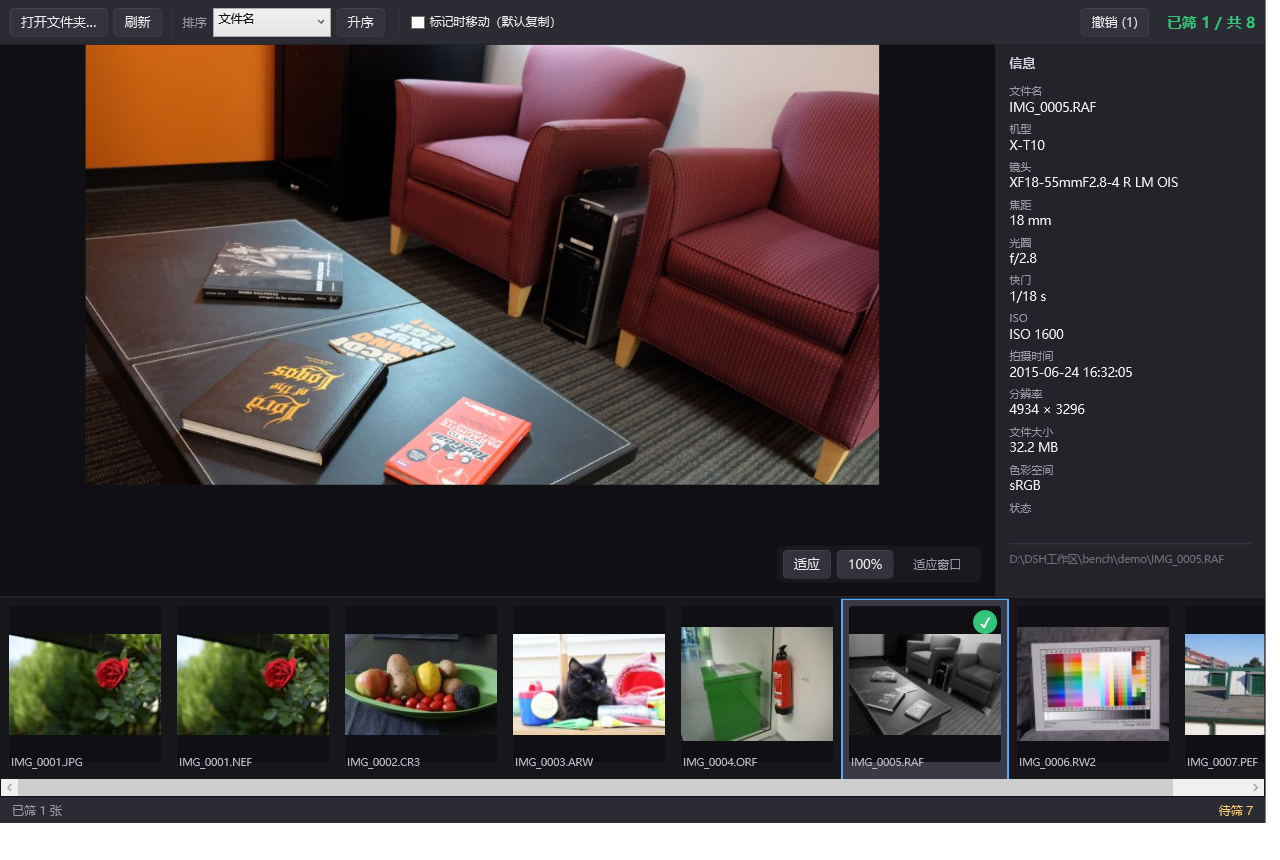 打开文件夹... 刷新 排序 文件名 升序 标记时移动（默认复制） 撤销 (1) 已筛 1 / 共 8
信息
文件名
IMG_0005.RAF
机型
X-T10
镜头
XF18-55mmF2.8-4 R LM OIS
焦距
18 mm
光圈
f/2.8
快门
1/18 s
ISO
ISO 1600
拍摄时间
2015-06-24 16:32:05
分辨率
4934 × 3296
文件大小
32.2 MB
色彩空间
sRGB
状态
D:\DSH工作区\bench\demo\IMG_0005.RAF
Lord
of the
Logos
TopGear
HOW TO
适应 100% 适应窗口
IMG_0001.JPG IMG_0001.NEF IMG_0002.CR3 IMG_0003.ARW IMG_0004.ORF IMG_0005.RAF IMG_0006.RW2 IMG_0007.PEF
已筛 1 张 待筛 7